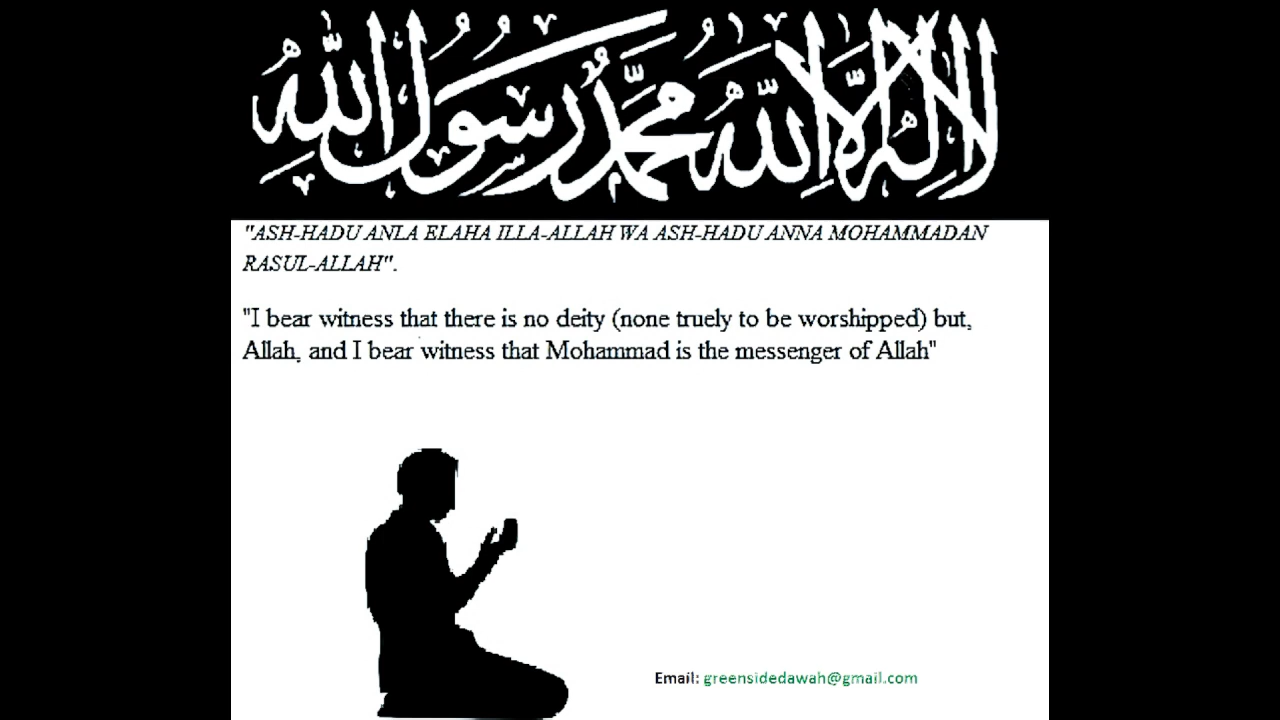 لا إله إلا الله محمد رسول الله
"ASH-HADU ANLA ELAHA ILLA-ALLAH WA ASH-HADU ANNA MOHAMMADAN
RASUL-ALLAH".
"I bear witness that there is no deity (none truely to be worshipped) but,
Allah, and I bear witness that Mohammad is the messenger of Allah"
Email: greensidedawah@gmail.com